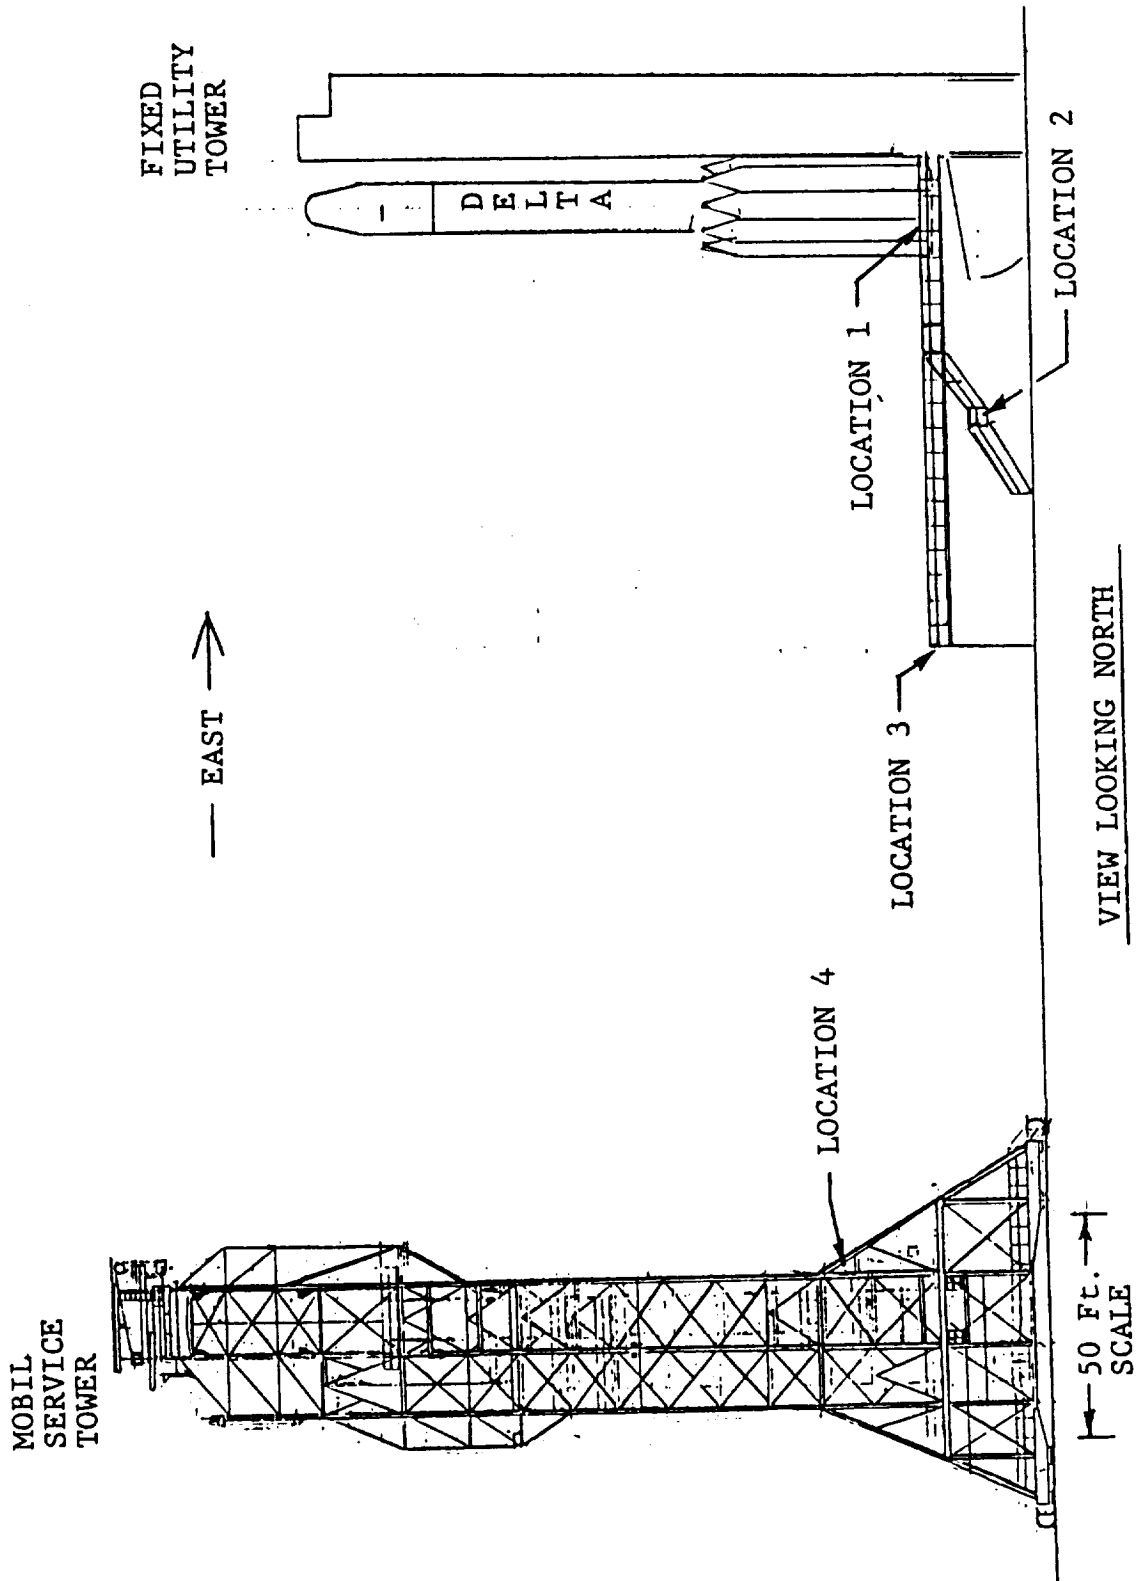 MOBIL
SERVICE
TOWER
— EAST →
FIXED
UTILITY
TOWER
DELTA
LOCATION 4
LOCATION 3
LOCATION 1
LOCATION 2
50 Ft.
SCALE
VIEW LOOKING NORTH